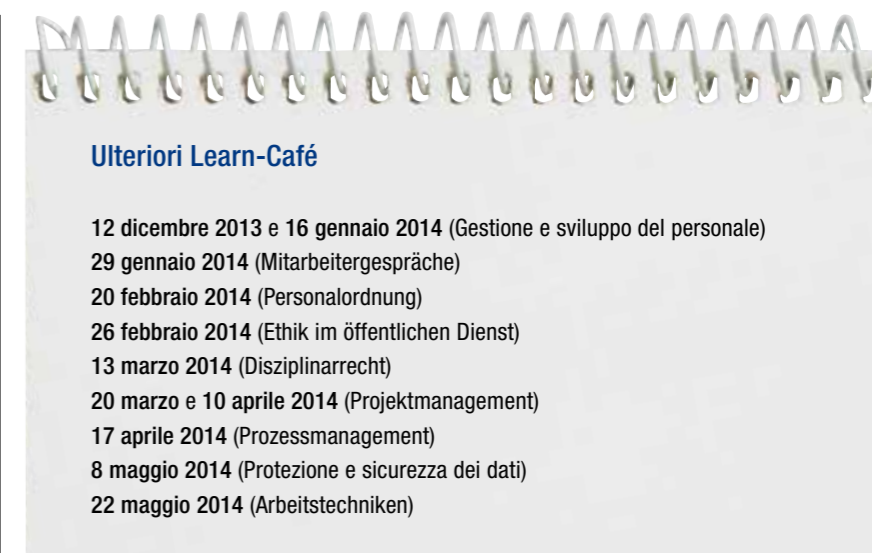 Ulteriori Learn-Café
12 dicembre 2013 e 16 gennaio 2014 (Gestione e sviluppo del personale)
29 gennaio 2014 (Mitarbeitergespräche)
20 febbraio 2014 (Personalordnung)
26 febbraio 2014 (Ethik im öffentlichen Dienst)
13 marzo 2014 (Disziplinarrecht)
20 marzo e 10 aprile 2014 (Projektmanagement)
17 aprile 2014 (Prozessmanagement)
8 maggio 2014 (Protezione e sicurezza dei dati)
22 maggio 2014 (Arbeitstechniken)